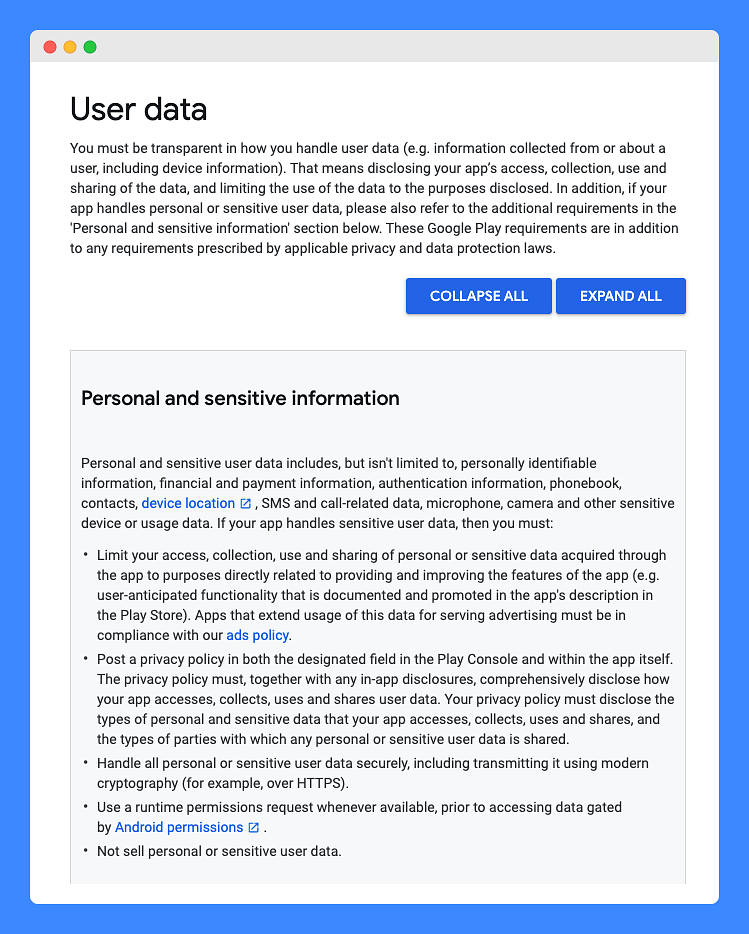 User data
You must be transparent in how you handle user data (e.g. information collected from or about a
user, including device information). That means disclosing your app's access, collection, use and
sharing of the data, and limiting the use of the data to the purposes disclosed. In addition, if your
app handles personal or sensitive user data, please also refer to the additional requirements in the
'Personal and sensitive information' section below. These Google Play requirements are in addition
to any requirements prescribed by applicable privacy and data protection laws.
COLLAPSE ALL EXPAND ALL
Personal and sensitive information
Personal and sensitive user data includes, but isn't limited to, personally identifiable
information, financial and payment information, authentication information, phonebook,
contacts, device location , SMS and call-related data, microphone, camera and other sensitive
device or usage data. If your app handles sensitive user data, then you must:
• Limit your access, collection, use and sharing of personal or sensitive data acquired through
the app to purposes directly related to providing and improving the features of the app (e.g.
user-anticipated functionality that is documented and promoted in the app's description in
the Play Store). Apps that extend usage of this data for serving advertising must be in
compliance with our ads policy.
• Post a privacy policy in both the designated field in the Play Console and within the app itself.
The privacy policy must, together with any in-app disclosures, comprehensively disclose how
your app accesses, collects, uses and shares user data. Your privacy policy must disclose the
types of personal and sensitive data that your app accesses, collects, uses and shares, and
the types of parties with which any personal or sensitive user data is shared.
• Handle all personal or sensitive user data securely, including transmitting it using modern
cryptography (for example, over HTTPS).
• Use a runtime permissions request whenever available, prior to accessing data gated
by Android permissions .
• Not sell personal or sensitive user data.